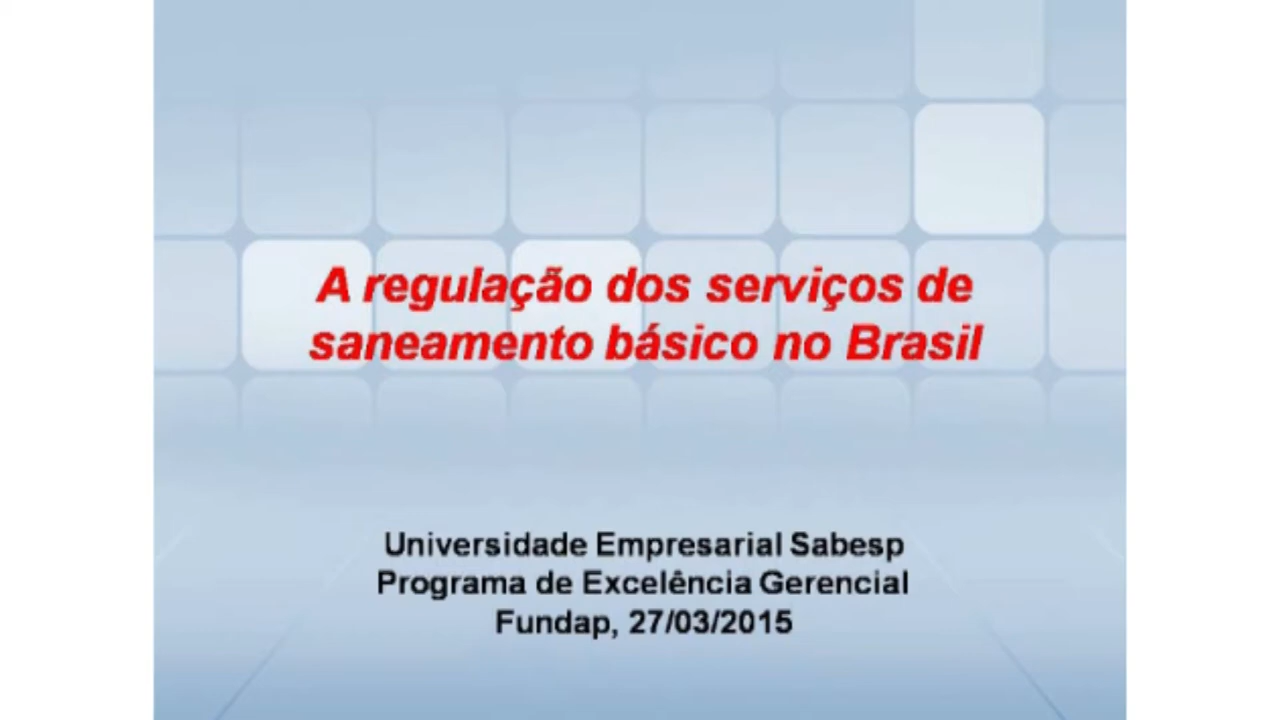 A regulação dos serviços de
saneamento básico no Brasil
Universidade Empresarial Sabesp
Programa de Excelência Gerencial
Fundap, 27/03/2015